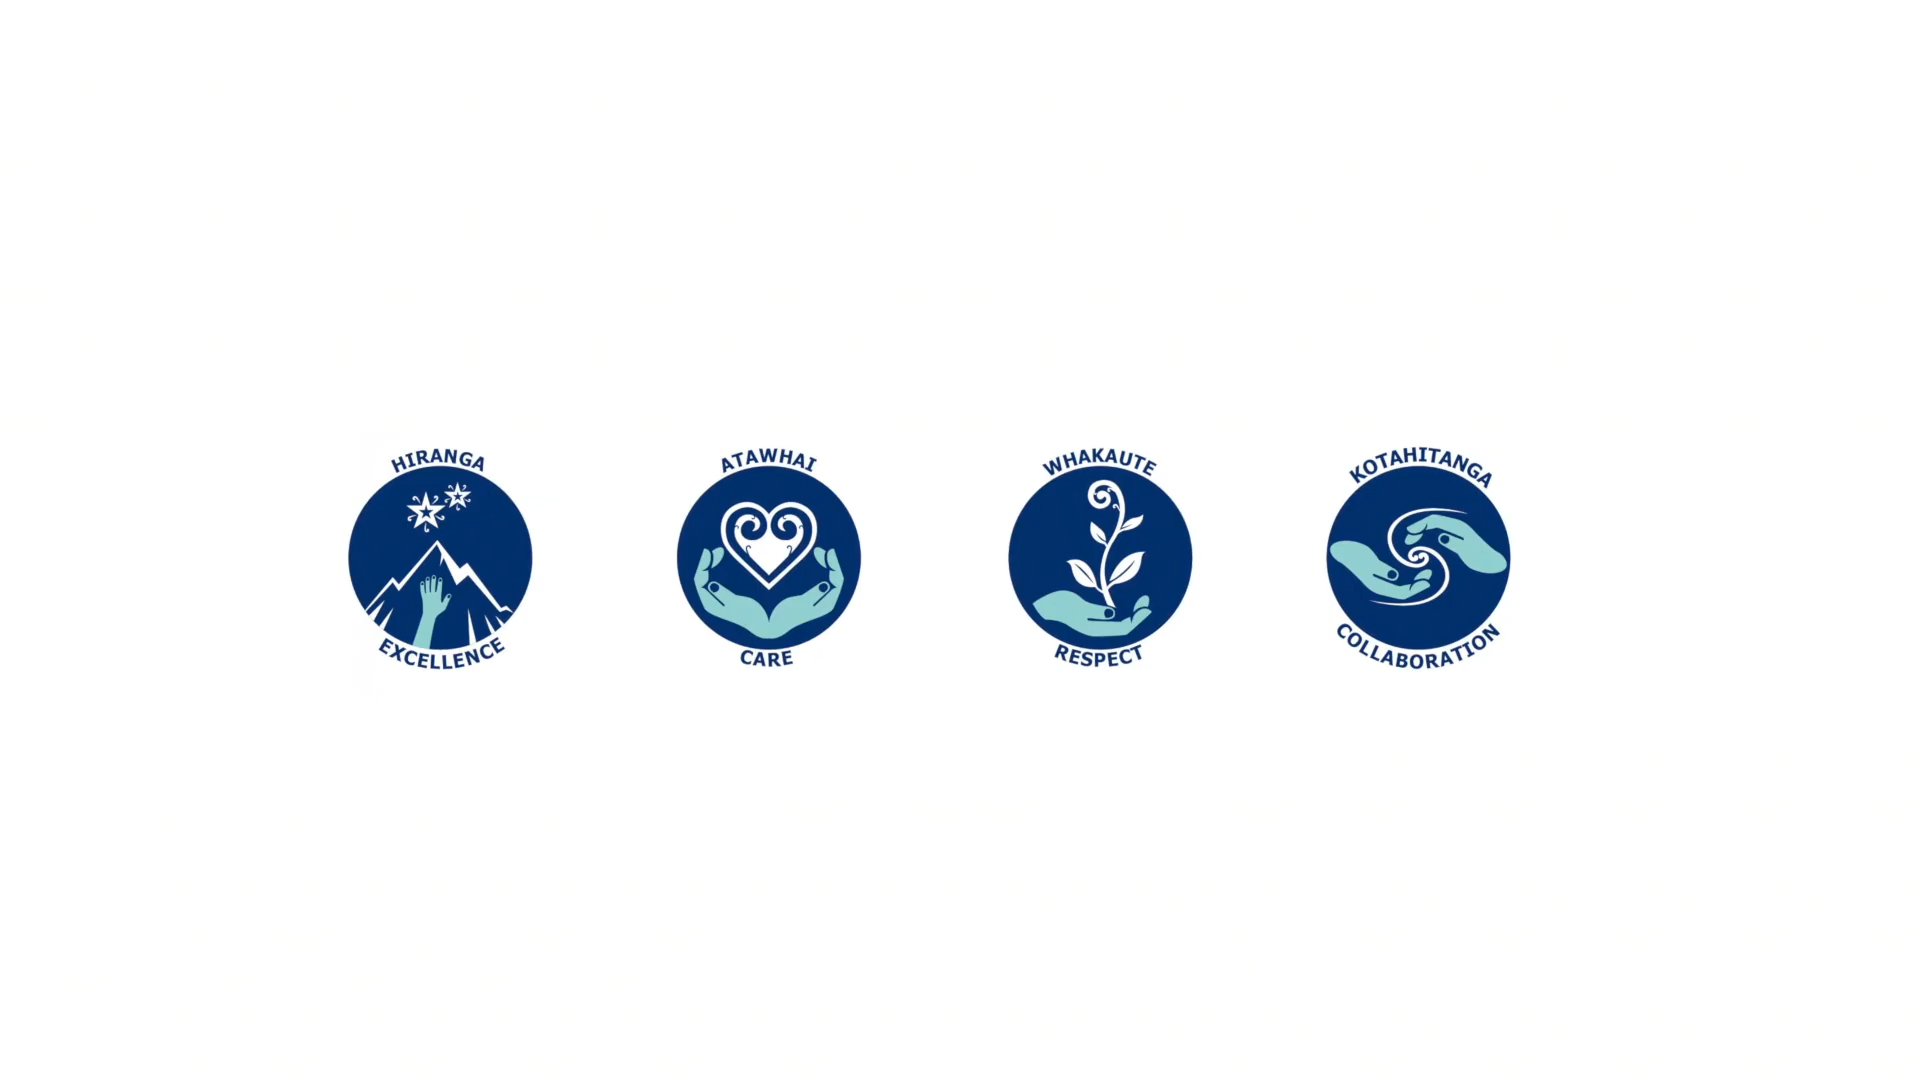 HIRANGA
EXCELLENCE
ATAWHAI
CARE
WHAKAUTE
RESPECT
KOTAHITANGA
COLLABORATION